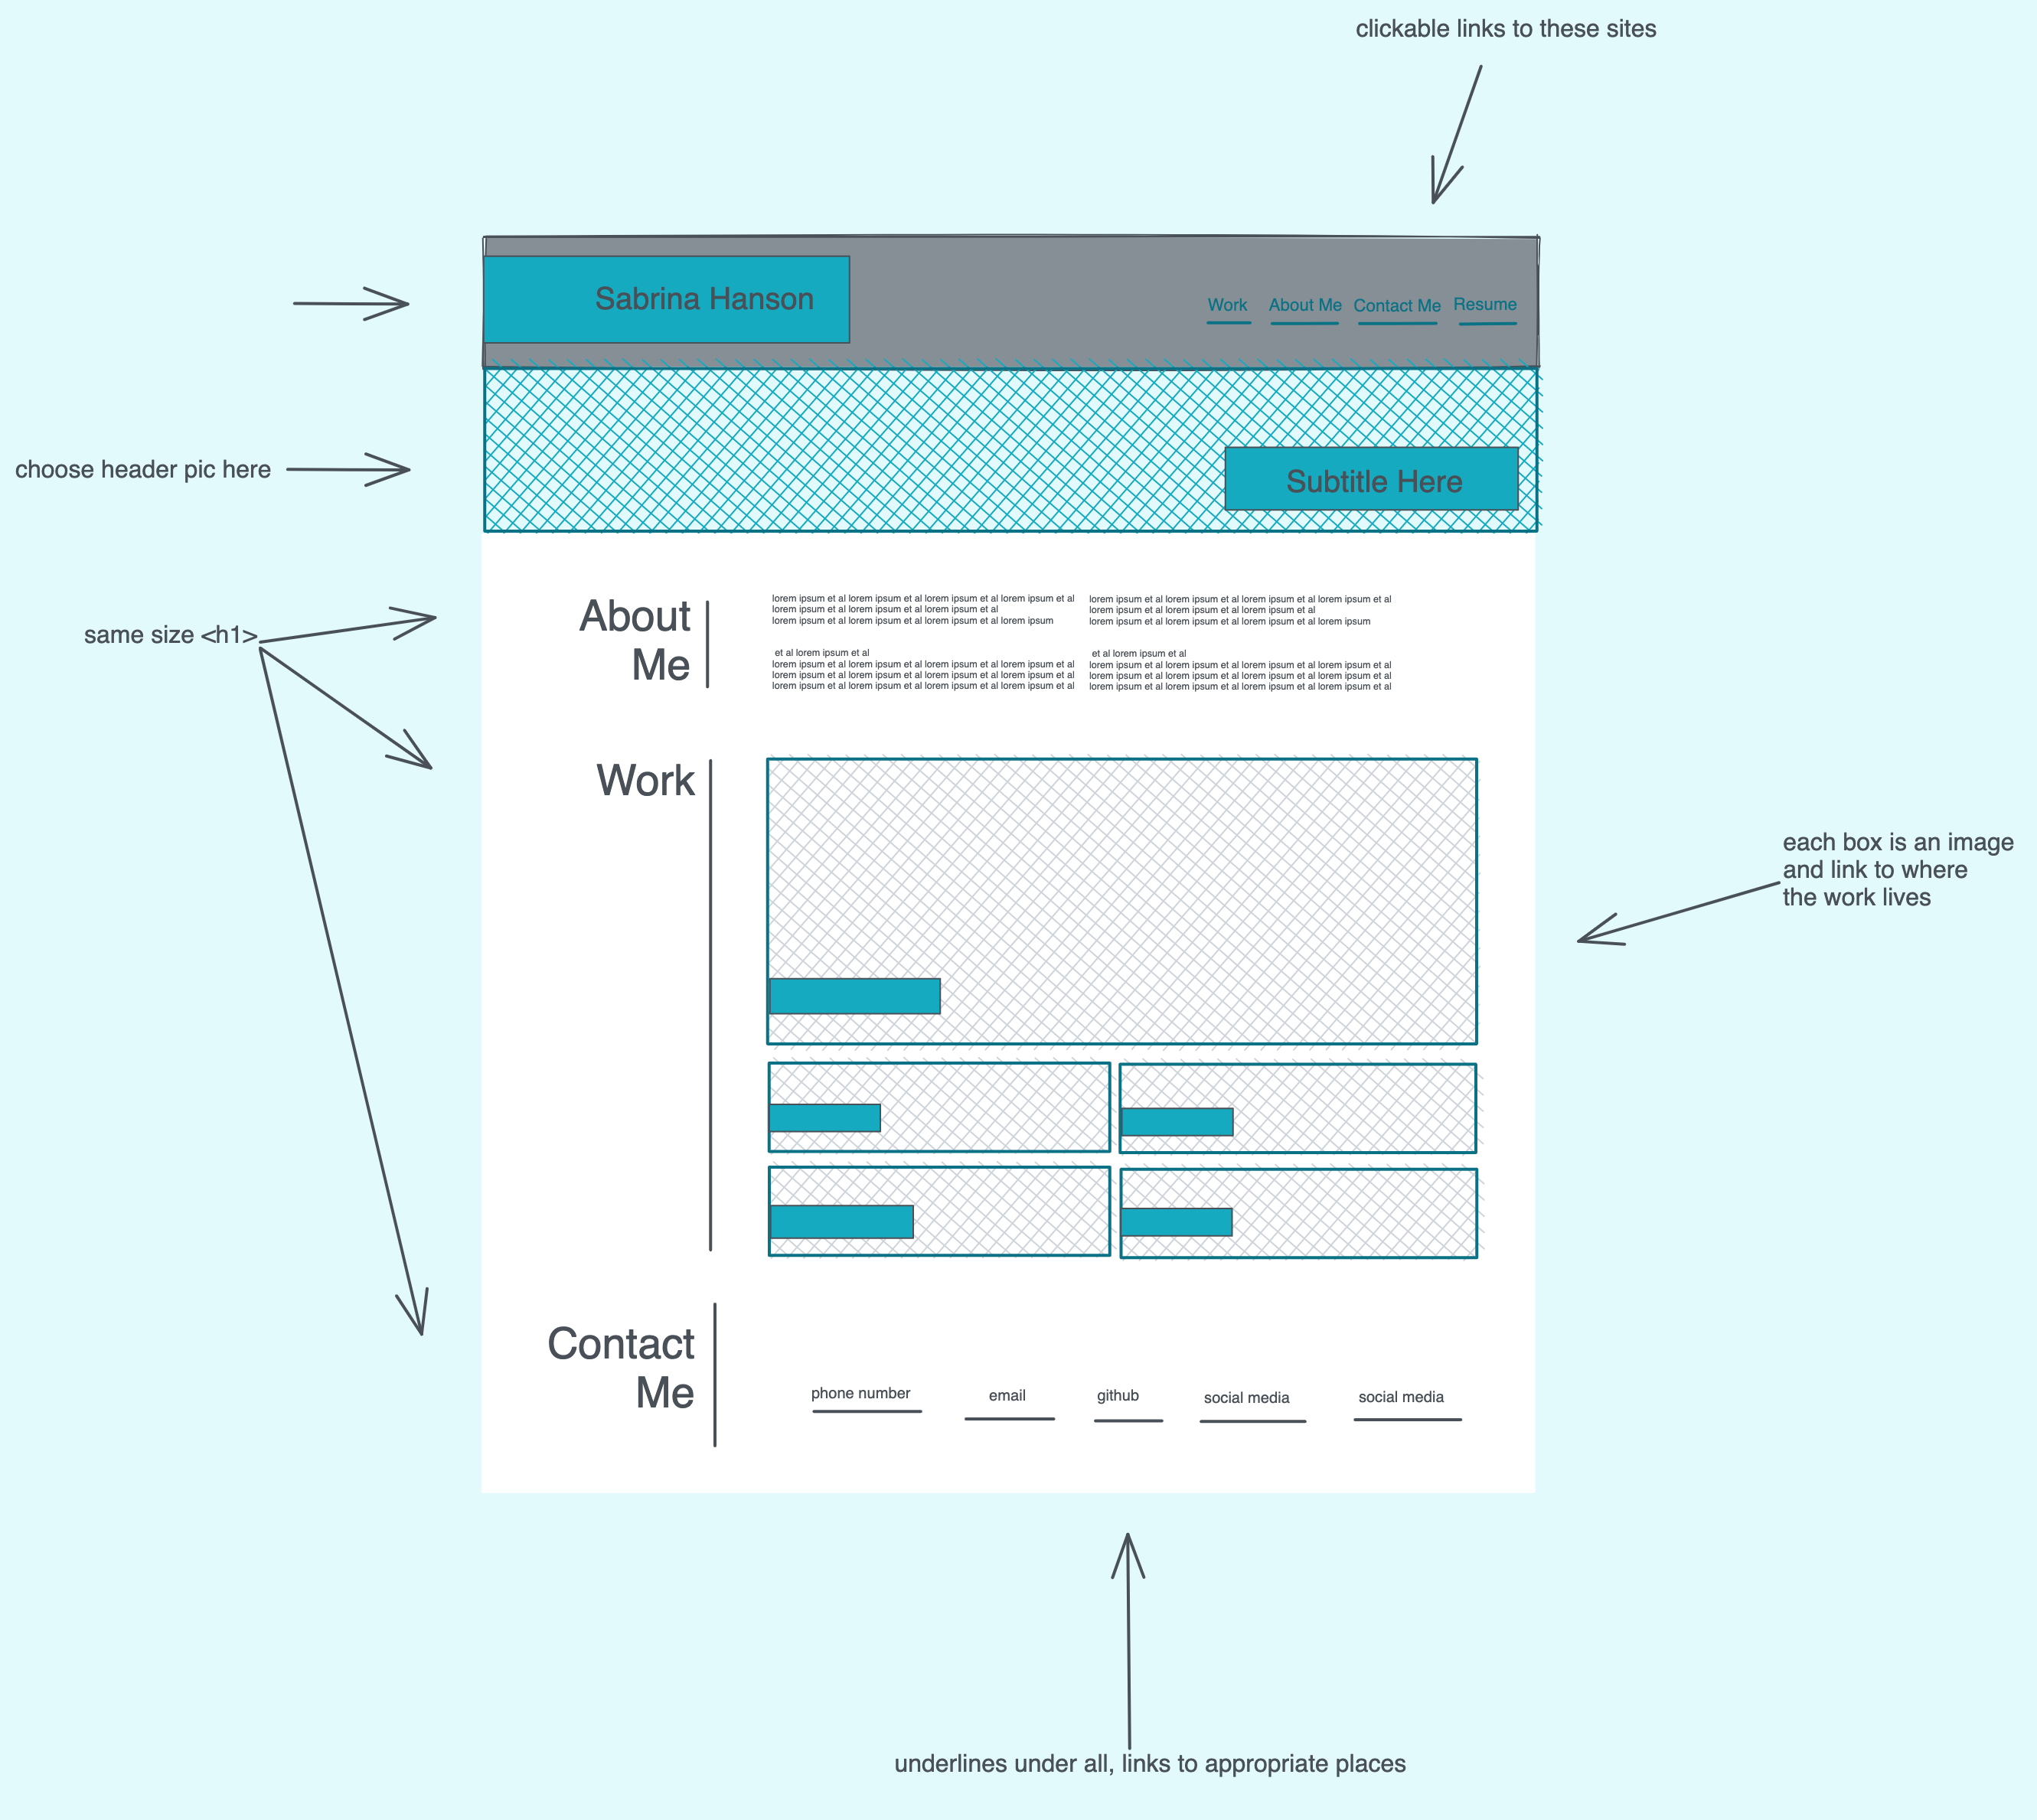 clickable links to these sites
Sabrina Hanson
Work
About Me
Contact Me
Resume
choose header pic here
Subtitle Here
same size <h1>
About
Me
lorem ipsum et al lorem ipsum et al lorem ipsum et al lorem ipsum et al
lorem ipsum et al lorem ipsum et al lorem ipsum et al
lorem ipsum et al lorem ipsum et al lorem ipsum et al lorem ipsum
et al lorem ipsum et al
lorem ipsum et al lorem ipsum et al lorem ipsum et al lorem ipsum et al
lorem ipsum et al lorem ipsum et al lorem ipsum et al lorem ipsum et al
lorem ipsum et al lorem ipsum et al lorem ipsum et al lorem ipsum et al
lorem ipsum et al lorem ipsum et al lorem ipsum et al lorem ipsum et al
lorem ipsum et al lorem ipsum et al lorem ipsum et al
lorem ipsum et al lorem ipsum et al lorem ipsum et al lorem ipsum
et al lorem ipsum et al
lorem ipsum et al lorem ipsum et al lorem ipsum et al lorem ipsum et al
lorem ipsum et al lorem ipsum et al lorem ipsum et al lorem ipsum et al
lorem ipsum et al lorem ipsum et al lorem ipsum et al lorem ipsum et al
Work
each box is an image
and link to where
the work lives
Contact
Me
phone number
email
github
social media
social media
underlines under all, links to appropriate places